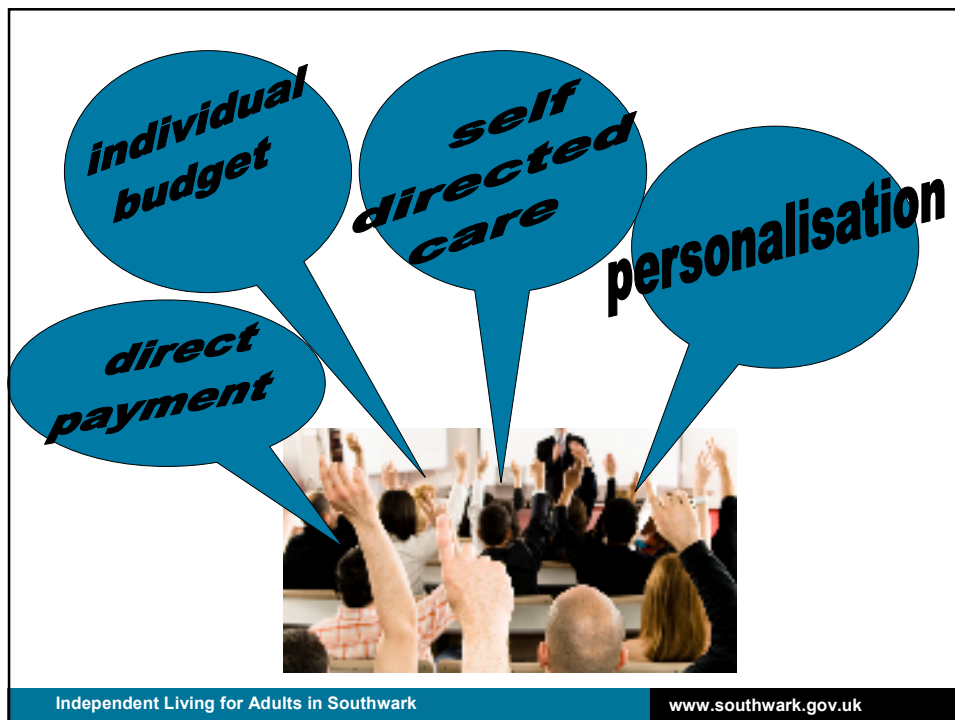 individual
budget
self
directed
care
personalisation
direct
payment
Independent Living for Adults in Southwark
www.southwark.gov.uk